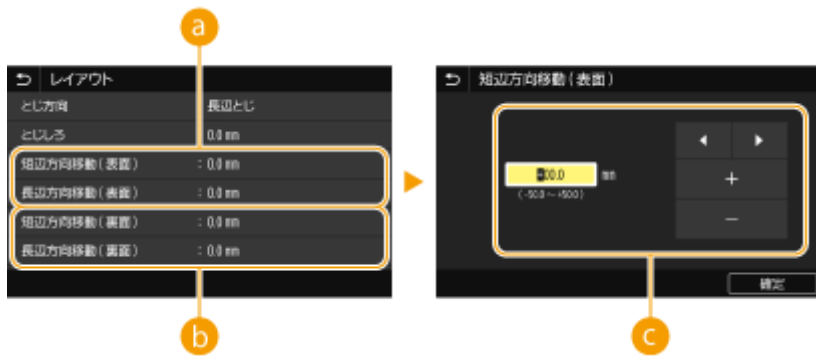 a
レイアウト
とじ方向 長辺とじ
とじしろ 0.0 mm
短辺方向移動(表面) : 0.0 mm
長辺方向移動(表面) : 0.0 mm
短辺方向移動(裏面) : 0.0 mm
長辺方向移動(裏面) : 0.0 mm
b
短辺方向移動(表面)
+00.0 mm
(-50.0~+50.0)
+
-
確定
c